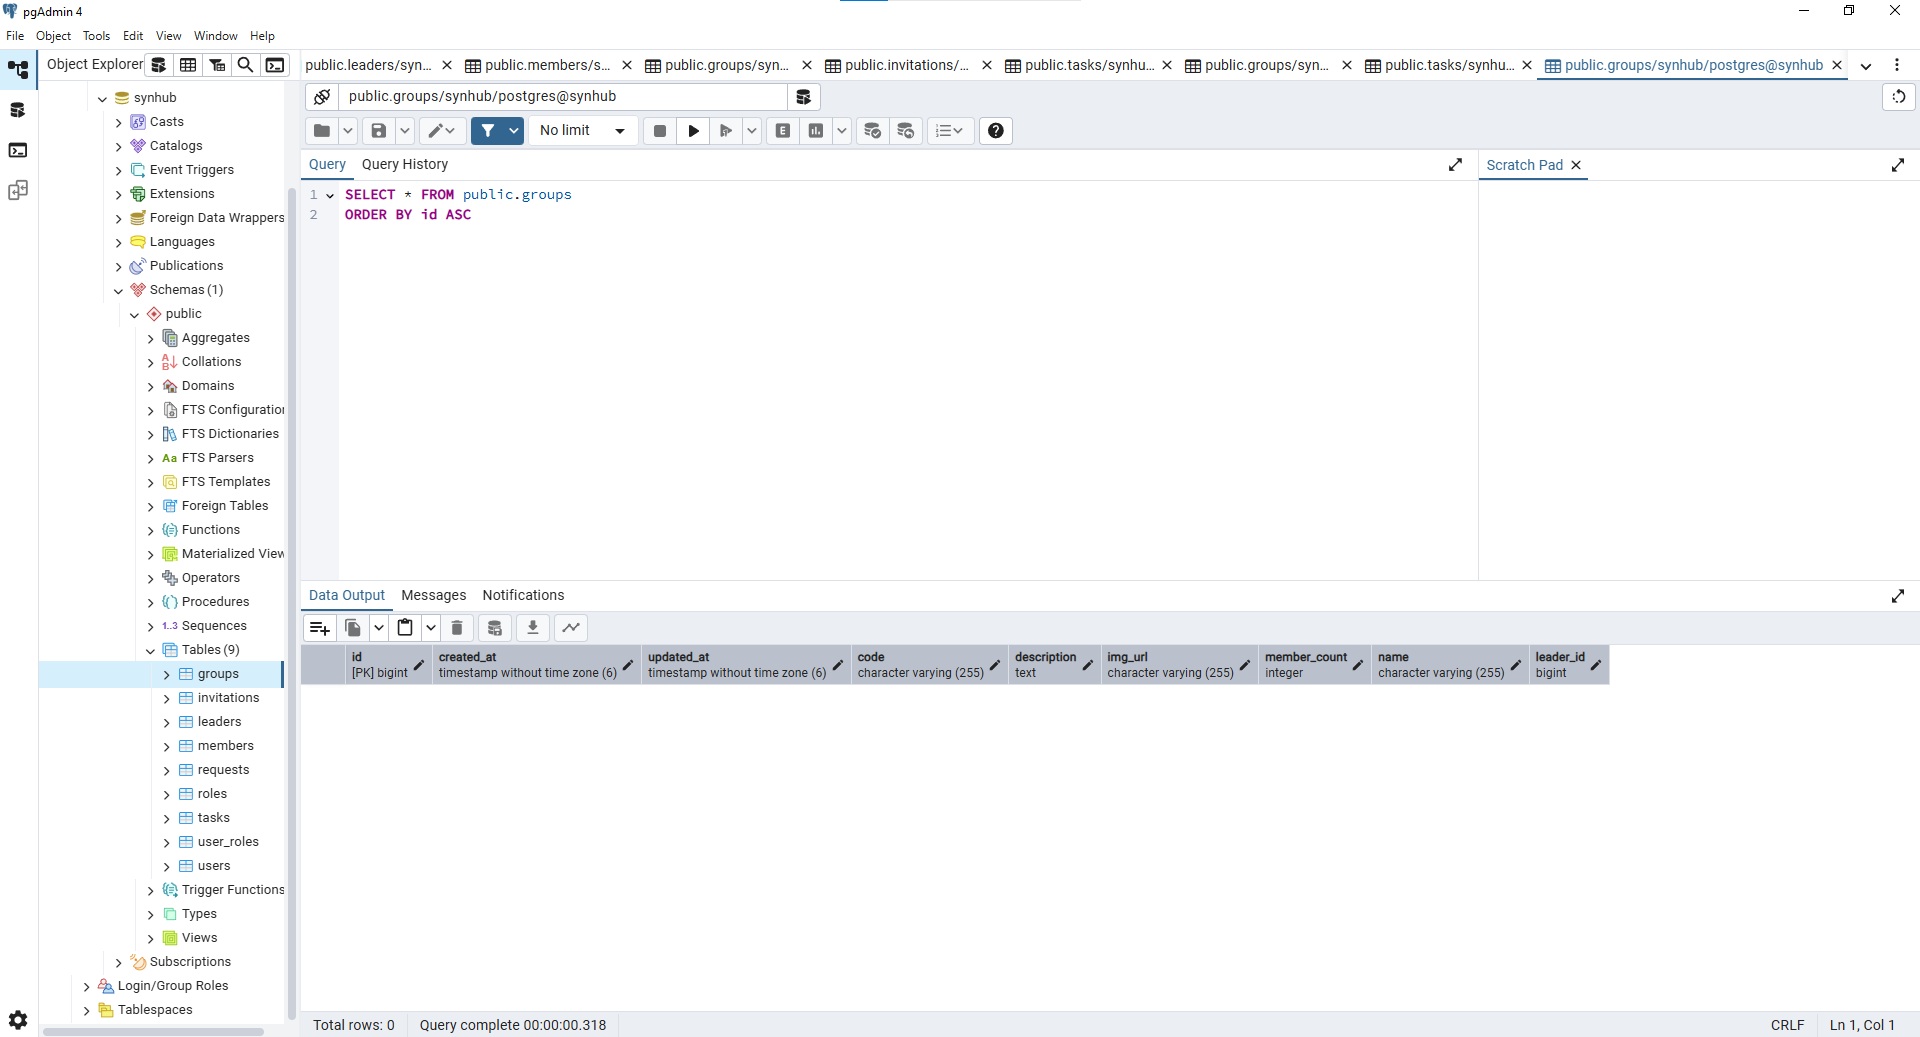 pgAdmin 4
File Object Tools Edit View Window Help
Object Explorer
public.leaders/syn... public.members/s... public.groups/syn... public.invitations/... public.tasks/synhu... public.groups/syn... public.tasks/synhu... public.groups/synhub/postgres@synhub
public.groups/synhub/postgres@synhub
No limit
E
Query Query History
Scratch Pad
1 SELECT * FROM public.groups
2 ORDER BY id ASC
synhub
Casts
Catalogs
Event Triggers
Extensions
Foreign Data Wrappers
Languages
Publications
Schemas (1)
public
Aggregates
Collations
Domains
FTS Configuration
FTS Dictionaries
Aa FTS Parsers
FTS Templates
Foreign Tables
Functions
Materialized View
Operators
Procedures
1..3 Sequences
Tables (9)
groups
invitations
leaders
members
requests
roles
tasks
user_roles
users
Trigger Functions
Types
Views
Subscriptions
Login/Group Roles
Tablespaces
Data Output Messages Notifications
id created_at updated_at code description img_url member_count name leader_id
[PK] bigint timestamp without time zone (6) timestamp without time zone (6) character varying (255) text character varying (255) integer character varying (255) bigint
Total rows: 0 Query complete 00:00:00.318
CRLF Ln 1, Col 1